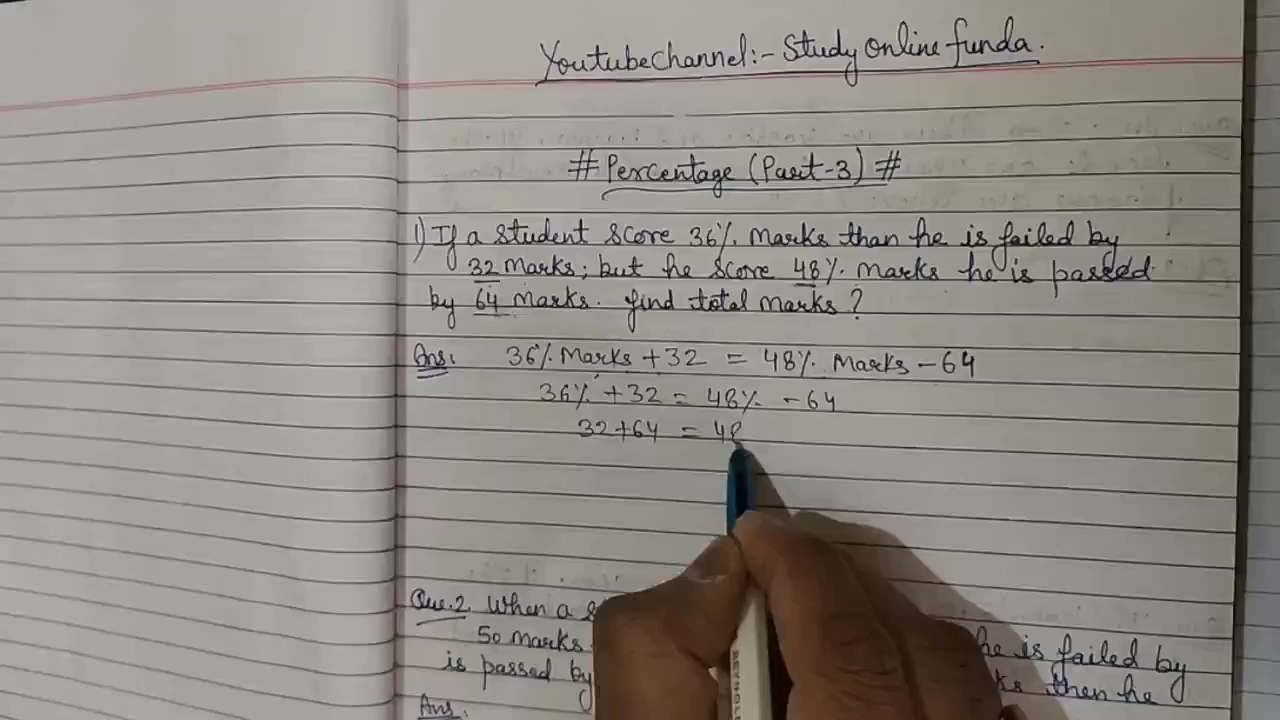 Youtube channel:- Study Online funda.
# Percentage (Part-3) #
1) If a student score 36% marks than he is failed by
32 marks; but he score 48% marks he is passed
by 64 marks. find total marks?
Ans: 36% Marks + 32 = 48% Marks - 64
36% + 32 = 48% - 64
32+64 = 48
Que.2 When a he is failed by
50 marks then he
is passed by
Ans.